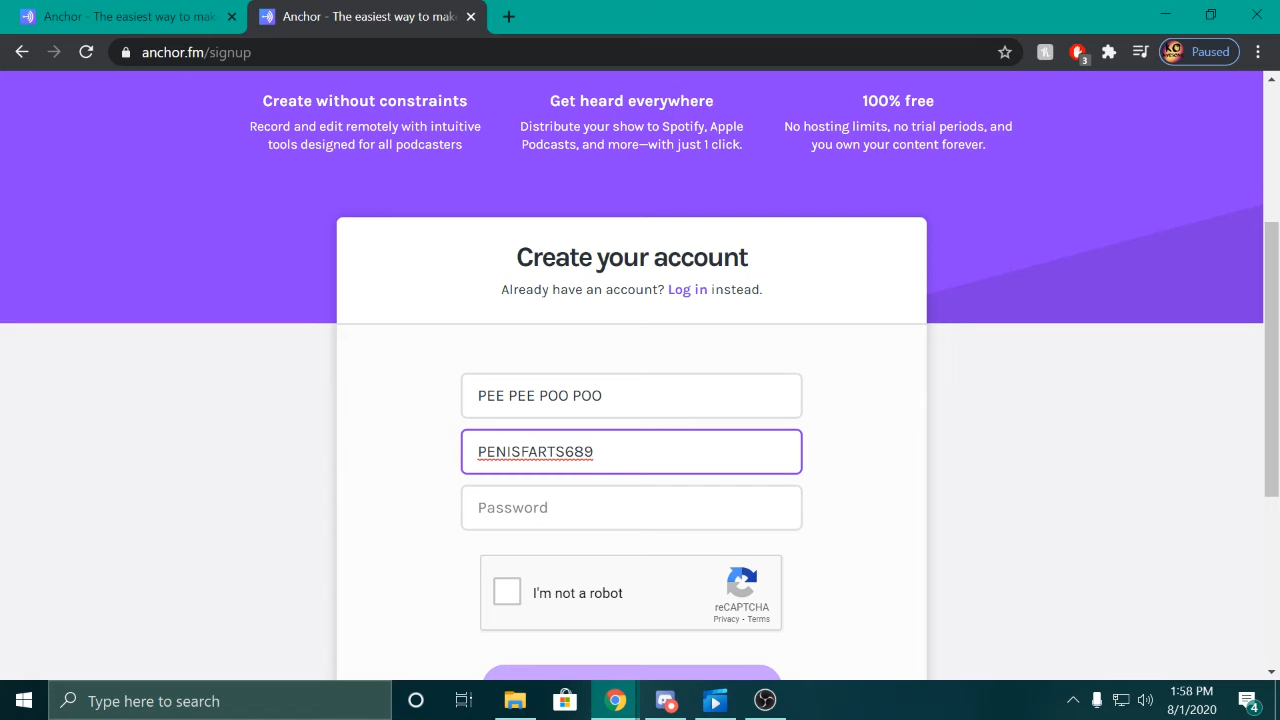 Anchor - The easiest way to mak
Anchor - The easiest way to mak
anchor.fm/signup
3
Paused
Create without constraints
Record and edit remotely with intuitive
tools designed for all podcasters
Get heard everywhere
Distribute your show to Spotify, Apple
Podcasts, and more—with just 1 click.
100% free
No hosting limits, no trial periods, and
you own your content forever.
Create your account
Already have an account? Log in instead.
PEE PEE POO POO
PENISFARTS689
Password
I'm not a robot
reCAPTCHA
Privacy - Terms
Type here to search
1:58 PM
8/1/2020
4